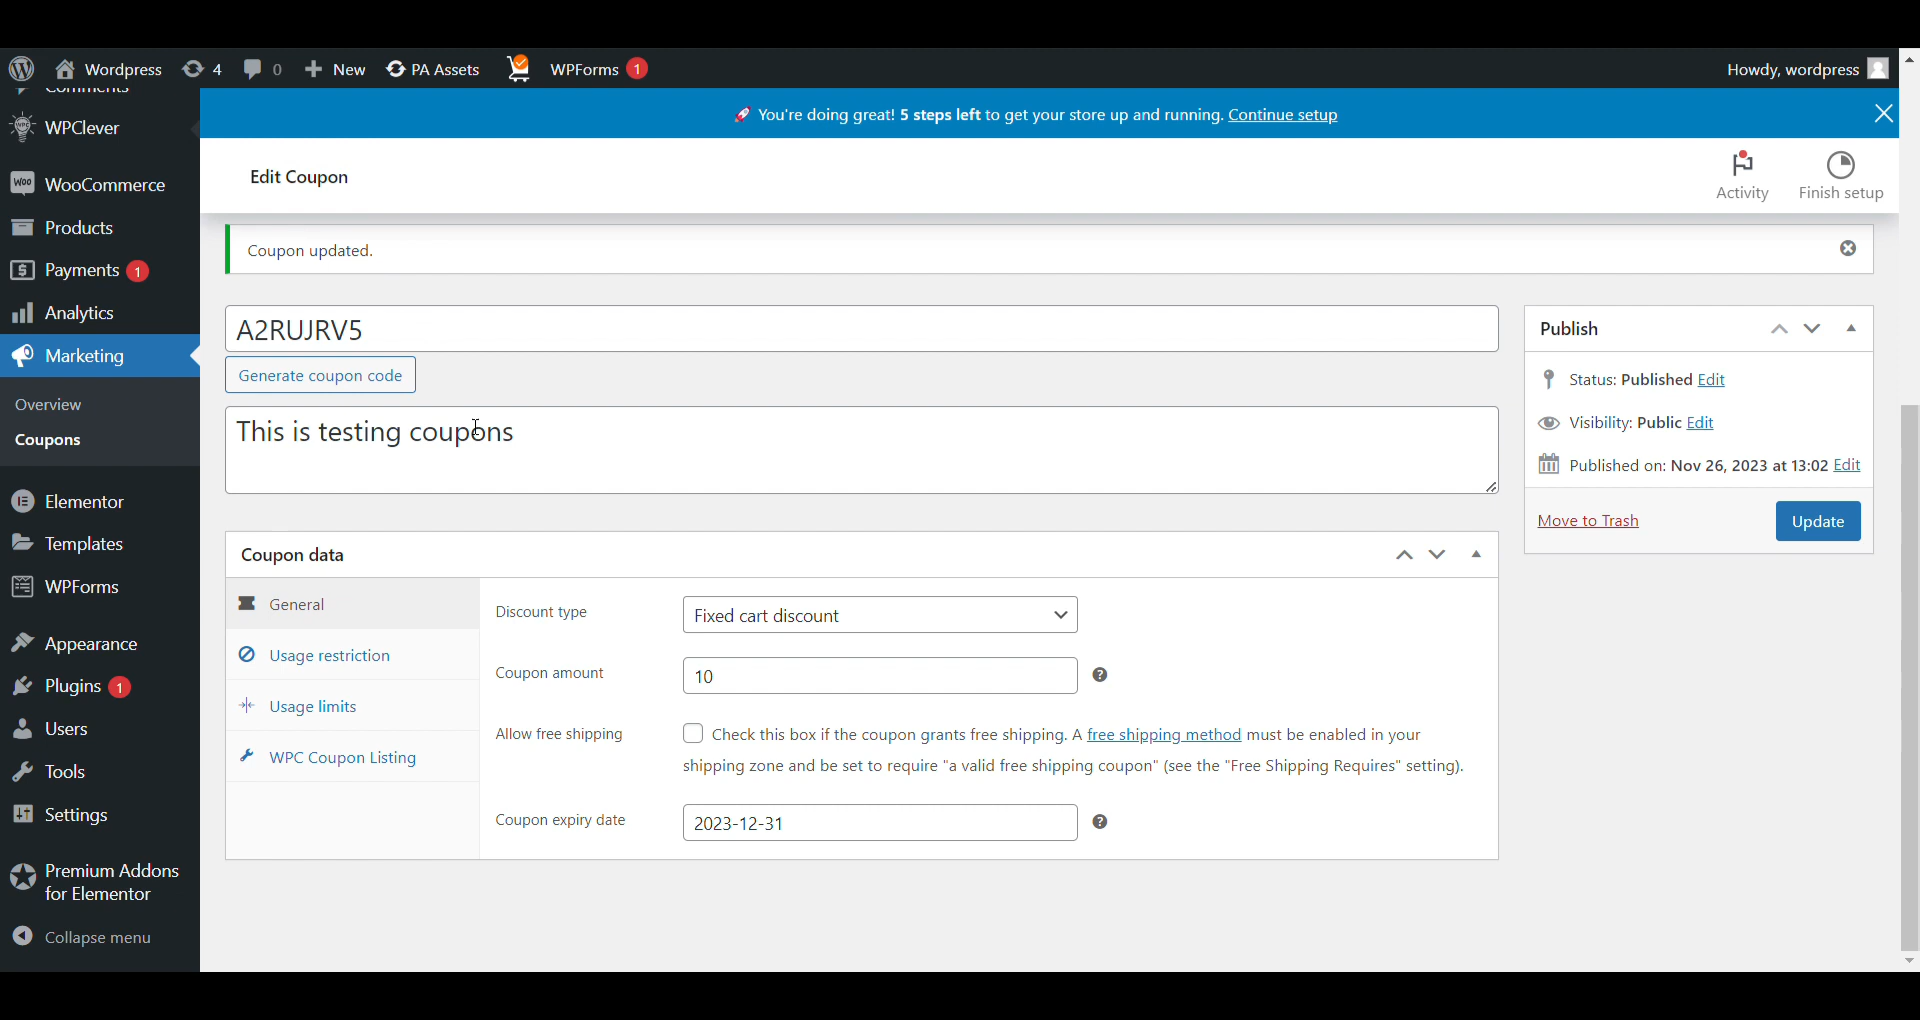 Wordpress 4 0 New PA Assets WPForms 1 Howdy, wordpress
Comments
WPClever
WooCommerce
Products
Payments 1
Analytics
Marketing
Overview
Coupons
Elementor
Templates
WPForms
Appearance
Plugins 1
Users
Tools
Settings
Premium Addons
for Elementor
Collapse menu
You're doing great! 5 steps left to get your store up and running. Continue setup
Edit Coupon
Activity
Finish setup
Coupon updated.
A2RUJRV5
Generate coupon code
This is testing coupons
Coupon data
General
Usage restriction
Usage limits
WPC Coupon Listing
Discount type
Fixed cart discount
Coupon amount
10
Allow free shipping
Check this box if the coupon grants free shipping. A free shipping method must be enabled in your
shipping zone and be set to require "a valid free shipping coupon" (see the "Free Shipping Requires" setting).
Coupon expiry date
2023-12-31
Publish
Status: Published Edit
Visibility: Public Edit
Published on: Nov 26, 2023 at 13:02 Edit
Move to Trash
Update